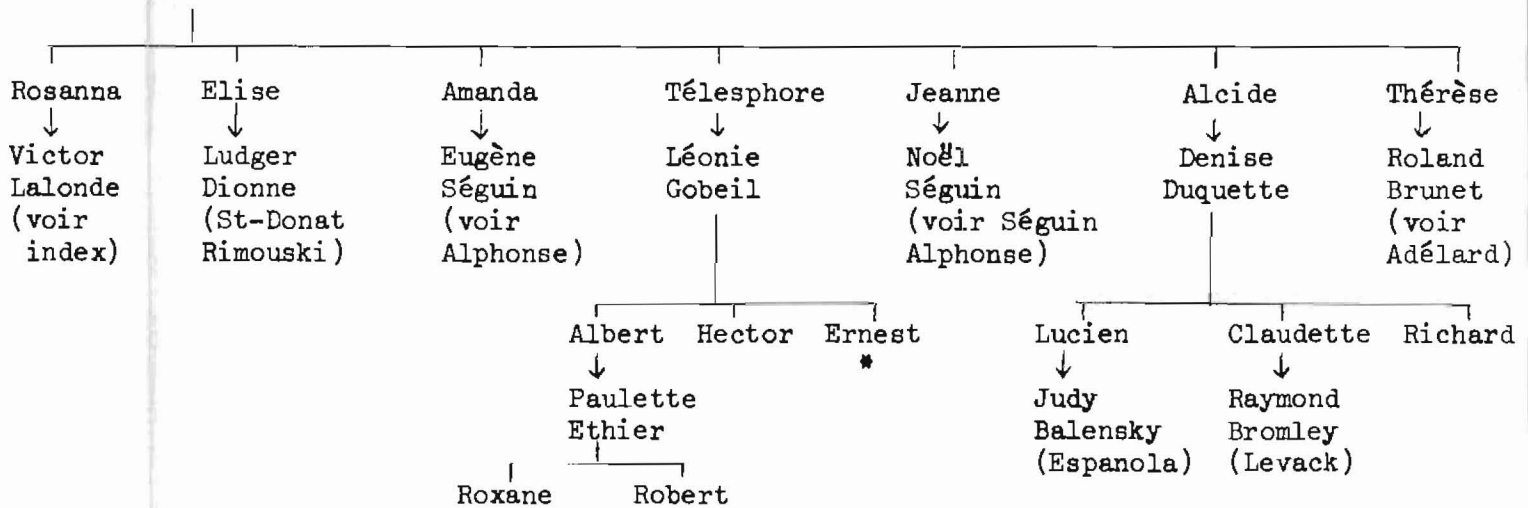 Rosanna Elise Amanda Télesphore Jeanne Alcide Thérèse
Victor Ludger Eugène Léonie Noël Denise Roland
Lalonde Dionne Séguin Gobeil Séguin Duquette Brunet
(voir (St-Donat (voir (voir Séguin (voir
index) Rimouski) Alphonse) Alphonse) Adélard)
Albert Hector Ernest Lucien Claudette Richard
*
Paulette Judy Raymond
Ethier Balensky Bromley
(Espanola) (Levack)
Roxane Robert